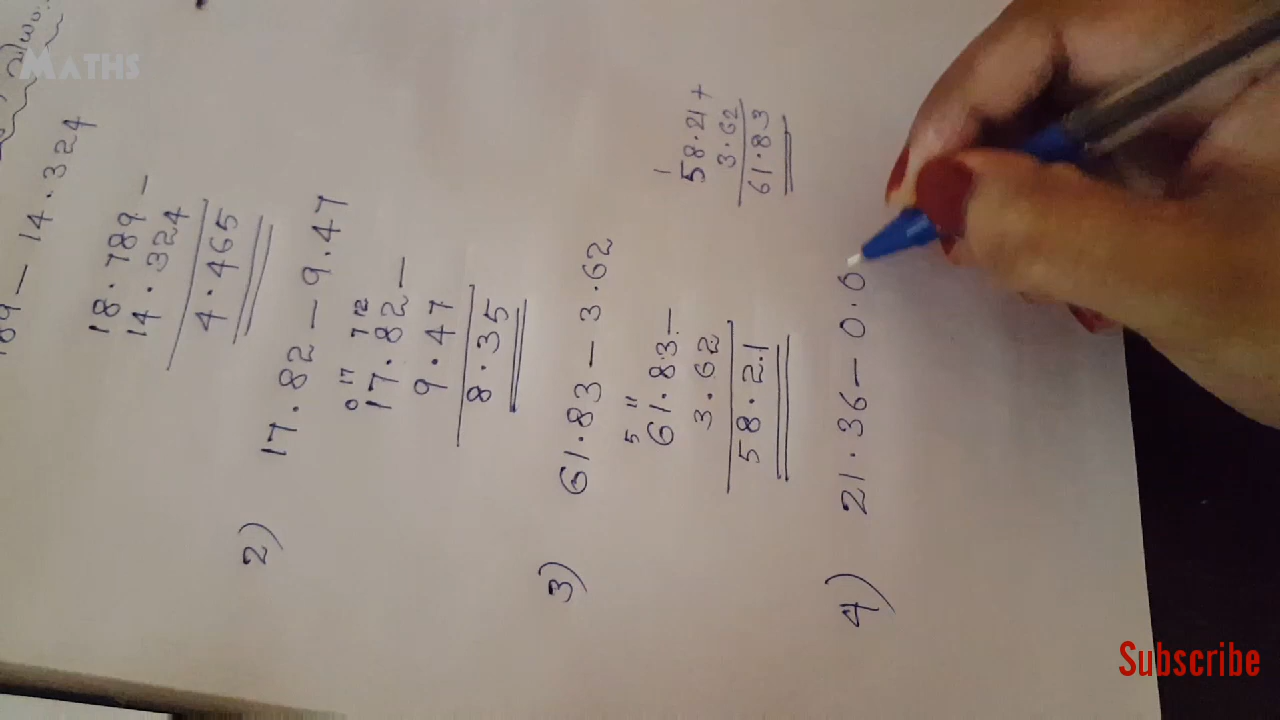 MATHS
89 - 14.324
18.789 -
14.324
4.465
2) 17.82 - 9.47
0 17 7 12
17.82 -
9.47
8.35
3) 61.83 - 3.62
5 11
61.83 -
3.62
58.21
1
58.21 +
3.62
61.83
4) 21.36 - 0.0
Subscribe